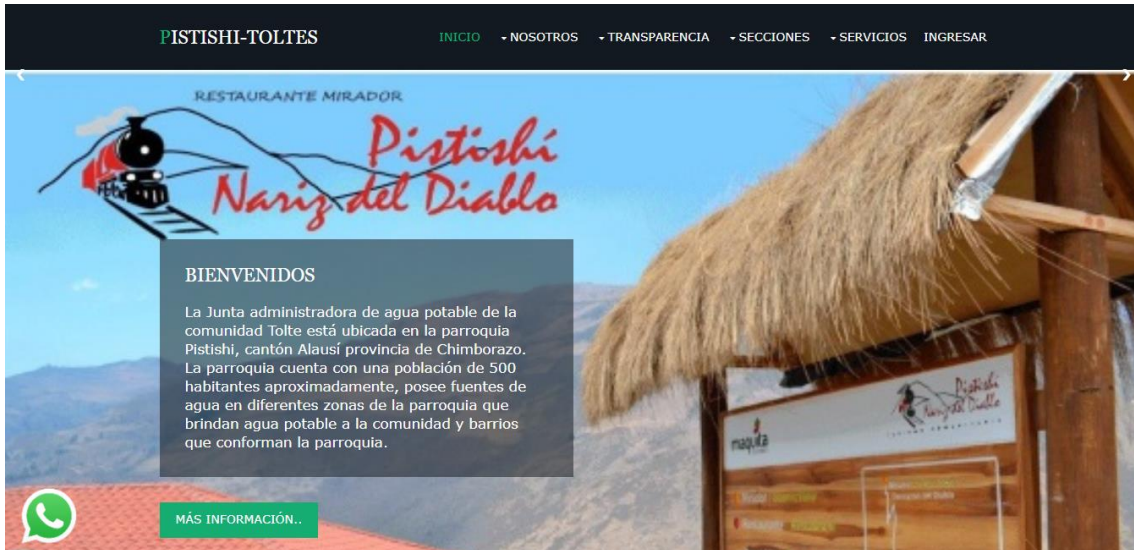 PISTISHI-TOLTES
INICIO NOSOTROS TRANSPARENCIA SECCIONES SERVICIOS INGRESAR
RESTAURANTE MIRADOR
Pistishí
Nariz del Diablo
BIENVENIDOS
La Junta administradora de agua potable de la
comunidad Tolte está ubicada en la parroquia
Pistishi, cantón Alausí provincia de Chimborazo.
La parroquia cuenta con una población de 500
habitantes aproximadamente, posee fuentes de
agua en diferentes zonas de la parroquia que
brindan agua potable a la comunidad y barrios
que conforman la parroquia.
MÁS INFORMACIÓN..
Pistishí
Nariz del Diablo
TURISMO COMUNITARIO
maquita